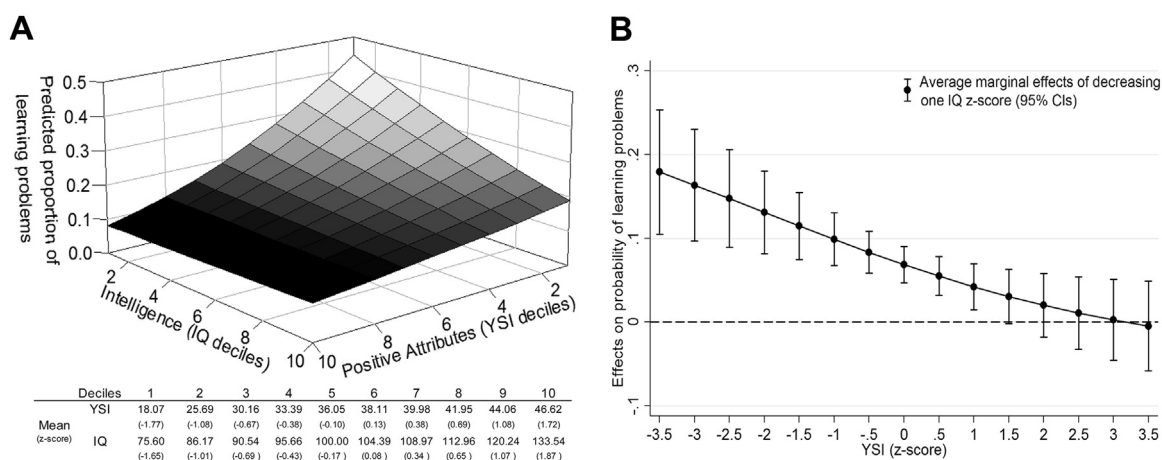 A
Predicted proportion of
learning problems
0.5
0.4
0.3
0.2
0.1
0.0
2
4
6
8
10
Intelligence (IQ deciles)
10
8
6
4
2
Positive Attributes (YSI deciles)
Deciles 1 2 3 4 5 6 7 8 9 10
YSI 18.07 25.69 30.16 33.39 36.05 38.11 39.98 41.95 44.06 46.62
Mean (-1.77) (-1.08) (-0.67) (-0.38) (-0.10) (0.13) (0.38) (0.69) (1.08) (1.72)
(z-score) IQ 75.60 86.17 90.54 95.66 100.00 104.39 108.97 112.96 120.24 133.54
(-1.65) (-1.01) (-0.69 ) (-0.43) (-0.17 ) (0.08 ) (0.34 ) (0.65 ) (1.07 ) (1.87 )
B
Effects on probability of learning problems
.3
.2
.1
0
-.1
Average marginal effects of decreasing
one IQ z-score (95% CIs)
-3.5 -3 -2.5 -2 -1.5 -1 -.5 0 .5 1 1.5 2 2.5 3 3.5
YSI (z-score)